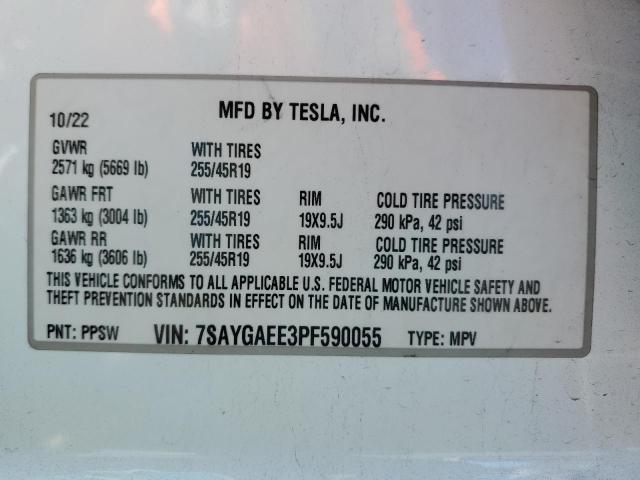 MFD BY TESLA, INC.
10/22
GVWR WITH TIRES
2571 kg (5669 lb) 255/45R19
GAWR FRT WITH TIRES RIM COLD TIRE PRESSURE
1363 kg (3004 lb) 255/45R19 19X9.5J 290 kPa, 42 psi
GAWR RR WITH TIRES RIM COLD TIRE PRESSURE
1636 kg (3606 lb) 255/45R19 19X9.5J 290 kPa, 42 psi
THIS VEHICLE CONFORMS TO ALL APPLICABLE U.S. FEDERAL MOTOR VEHICLE SAFETY AND
THEFT PREVENTION STANDARDS IN EFFECT ON THE DATE OF MANUFACTURE SHOWN ABOVE.
PNT: PPSW VIN: 7SAYGAEE3PF590055 TYPE: MPV